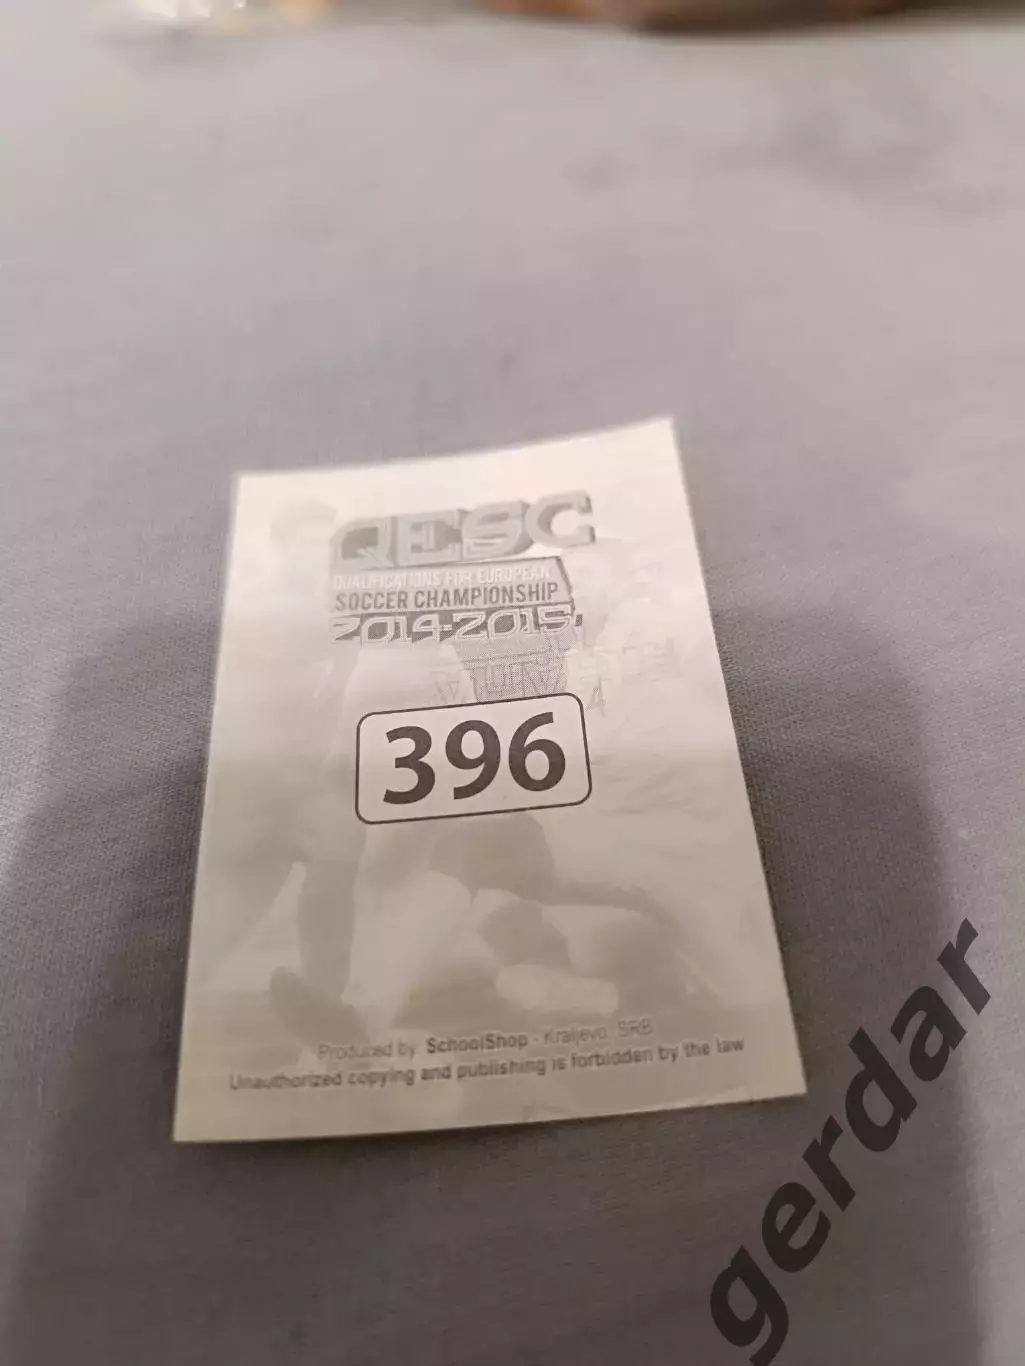 QESC
QUALIFICATIONS FOR EUROPEAN
SOCCER CHAMPIONSHIP
2014-2015
396
Produced by SchoolShop - Kraljevo, SRB
Unauthorized copying and publishing is forbidden by the law
gerdar